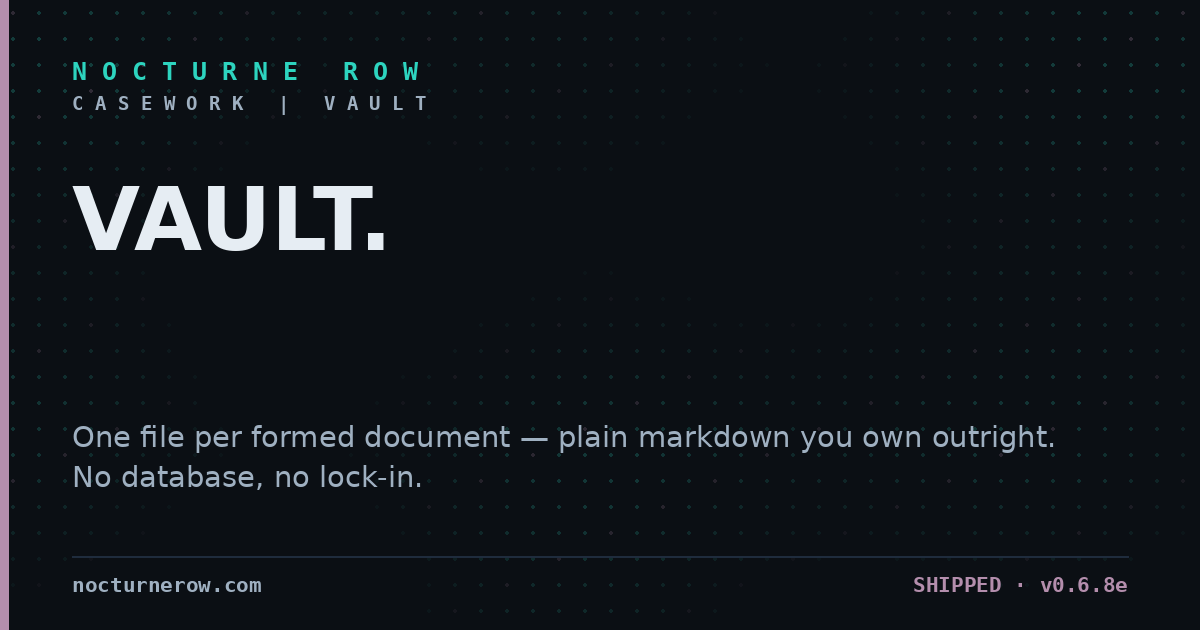 NOCTURNE ROW
CASEWORK | VAULT
VAULT.
One file per formed document — plain markdown you own outright.
No database, no lock-in.
nocturnerow.com
SHIPPED · v0.6.8e